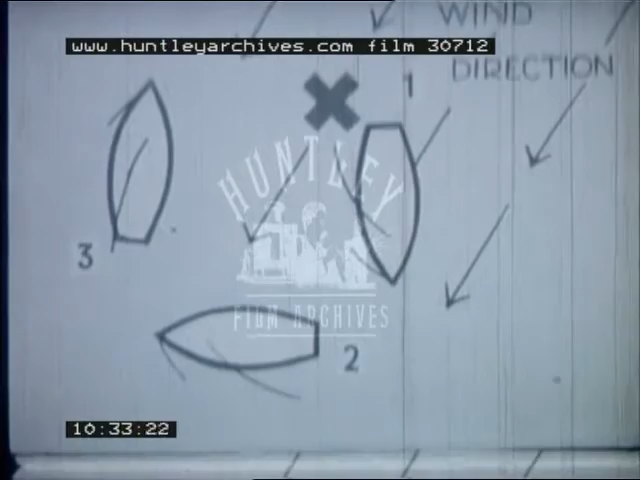 WIND
www.huntleyarchives.com film 30712
DIRECTION
1
HUNTLEY
3
FILM ARCHIVES
2
10:33:22